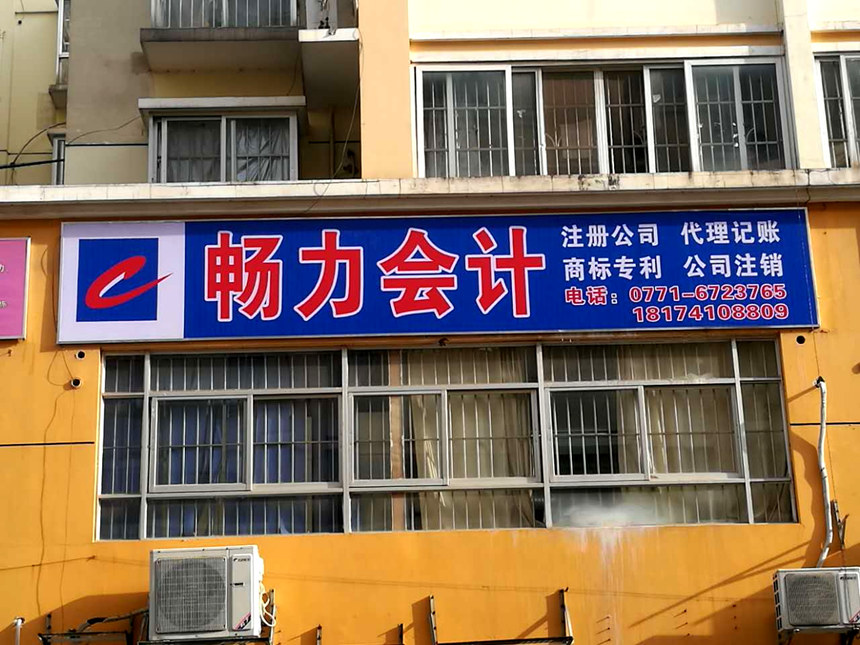 畅力会计
注册公司 代理记账
商标专利 公司注销
电话：0771-6723765
18174108809